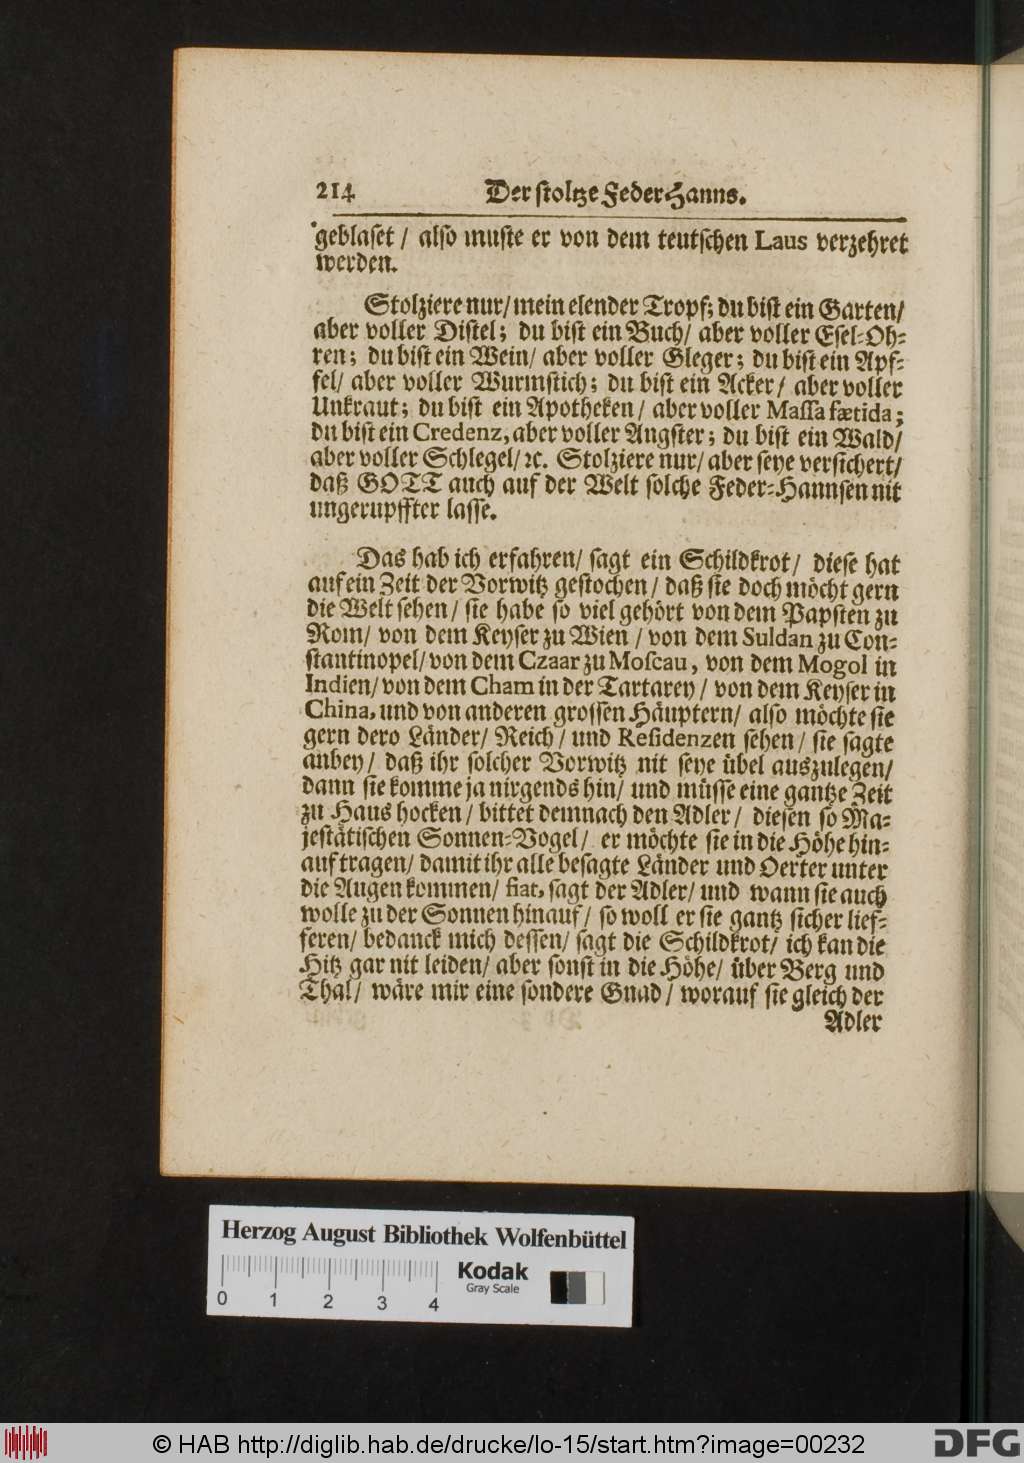 214 Der stoltze Feder-Hanns.
geblaset / also muste er von dem teutschen Laus verzehret
werden.
Stolziere nur / mein elender Tropf; du bist ein Garten /
aber voller Distel; du bist ein Buch / aber voller Esel-Oh-
ren; du bist ein Wein / aber voller Gleger; du bist ein Apf-
fel / aber voller Wurmstich; du bist ein Acker / aber voller
Unkraut; du bist ein Apotheken / aber voller Massa fætida;
du bist ein Credenz, aber voller Angster; du bist ein Wald /
aber voller Schlegel / ꝛc. Stolziere nur / aber seye versichert /
daß GOTT auch auf der Welt solche Feder-Hannsen nit
ungerupffter lasse.
Das hab ich erfahren / sagt ein Schildkrot / diese hat
auf ein Zeit der Vorwitz gestochen / daß sie doch möcht gern
die Welt sehen / sie habe so viel gehört von dem Papsten zu
Rom / von dem Keyser zu Wien / von dem Suldan zu Con-
stantinopel / von dem Czaar zu Moscau, von dem Mogol in
Indien / von dem Cham in der Tartarey / von dem Keyser in
China, und von anderen grossen Häuptern / also möchte sie
gern dero Länder / Reich / und Residenzen sehen / sie sagte
anbey / daß ihr solcher Vorwitz nit seye übel auszulegen /
dann sie komme ja nirgends hin / und müsse eine gantze Zeit
zu Haus hocken / bittet demnach den Adler / diesen so Ma-
jestätischen Sonnen-Vogel / er möchte sie in die Höhe hin-
auf tragen / damit ihr alle besagte Länder und Oerter unter
die Augen kommen / fiat, sagt der Adler / und wann sie auch
wolle zu der Sonnen hinauf / so woll er sie gantz sicher lief-
feren / bedanck mich dessen / sagt die Schildkrot / ich kan die
Hitz gar nit leiden / aber sonst in die Höhe / über Berg und
Thal / wäre mir eine sondere Gnad / worauf sie gleich der
Adler
Herzog August Bibliothek Wolfenbüttel
Kodak
Gray Scale
0 1 2 3 4
© HAB http://diglib.hab.de/drucke/lo-15/start.htm?image=00232
DFG